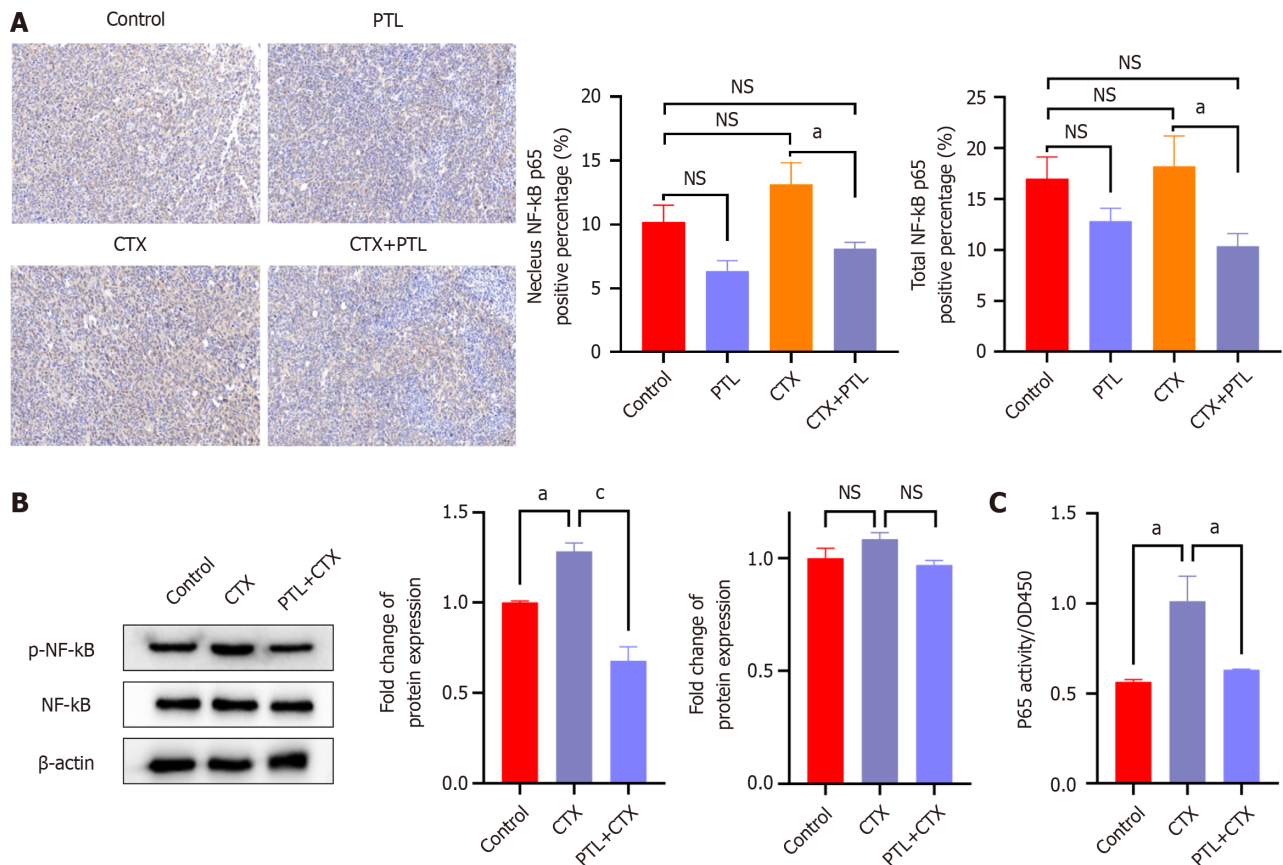 A
Control
PTL
CTX
CTX+PTL
Necleus NF-kB p65
positive percentage (%)
20
15
10
5
0
NS
NS
NS
a
Control
PTL
CTX
CTX+PTL
Total NF-kB p65
positive percentage (%)
25
20
15
10
5
0
NS
NS
NS
a
Control
PTL
CTX
CTX+PTL
B
Control
CTX
PTL+CTX
p-NF-kB
NF-kB
β-actin
Fold change of
protein expression
1.5
1.0
0.5
0.0
a
c
Control
CTX
PTL+CTX
Fold change of
protein expression
1.0
0.5
0.0
NS
NS
Control
CTX
PTL+CTX
C
P65 activity/OD450
1.5
1.0
0.5
0.0
a
a
Control
CTX
PTL+CTX